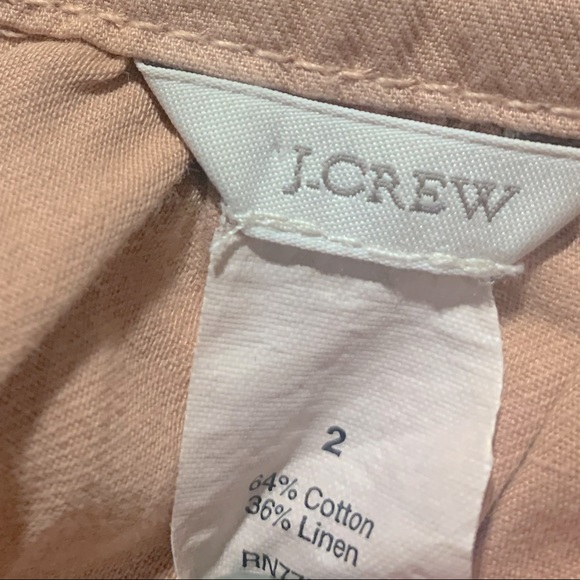 J.CREW
2
64% Cotton
36% Linen